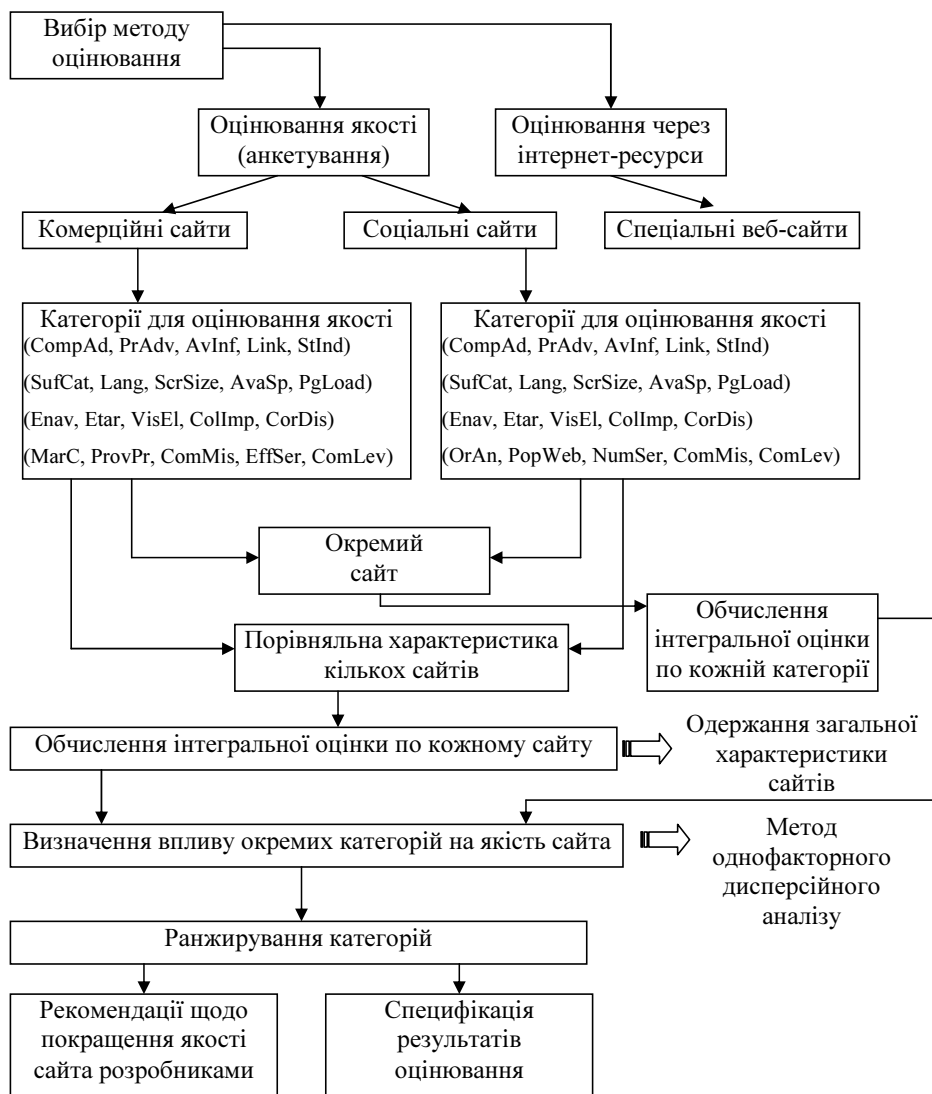 Вибір методу
оцінювання
Оцінювання якості
(анкетування)
Оцінювання через
інтернет-ресурси
Комерційні сайти
Соціальні сайти
Спеціальні веб-сайти
Категорії для оцінювання якості
(CompAd, PrAdv, AvInf, Link, StInd)
(SufCat, Lang, ScrSize, AvaSp, PgLoad)
(Enav, Etar, VisEl, ColImp, CorDis)
(MarC, ProvPr, ComMis, EffSer, ComLev)
Категорії для оцінювання якості
(CompAd, PrAdv, AvInf, Link, StInd)
(SufCat, Lang, ScrSize, AvaSp, PgLoad)
(Enav, Etar, VisEl, ColImp, CorDis)
(OrAn, PopWeb, NumSer, ComMis, ComLev)
Окремий
сайт
Обчислення
інтегральної оцінки
по кожній категорії
Порівняльна характеристика
кількох сайтів
Обчислення інтегральної оцінки по кожному сайту
Одержання загальної
характеристики
сайтів
Визначення впливу окремих категорій на якість сайта
Метод
однофакторного
дисперсійного
аналізу
Ранжирування категорій
Рекомендації щодо
покращення якості
сайта розробниками
Специфікація
результатів
оцінювання